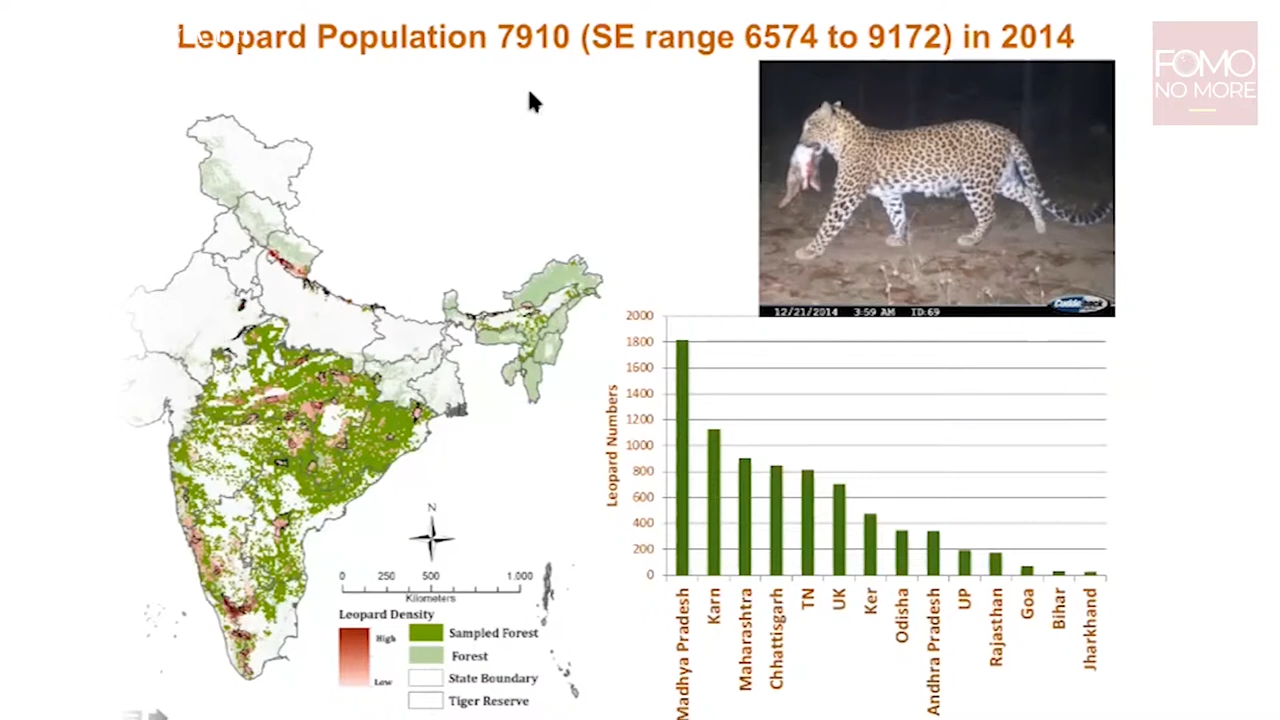 Leopard Population 7910 (SE range 6574 to 9172) in 2014
FOMO
NO MORE
12/21/2014 3:59 AM ID:69
Cuddeback
2000
1800
1600
1400
1200
1000
800
600
400
200
0
Leopard Numbers
Madhya Pradesh
Karn
Maharashtra
Chhattisgarh
TN
UK
Ker
Odisha
Andhra Pradesh
UP
Rajasthan
Goa
Bihar
Jharkhand
N
0 250 500 1,000
Kilometers
Leopard Density
High
Low
Sampled Forest
Forest
State Boundary
Tiger Reserve